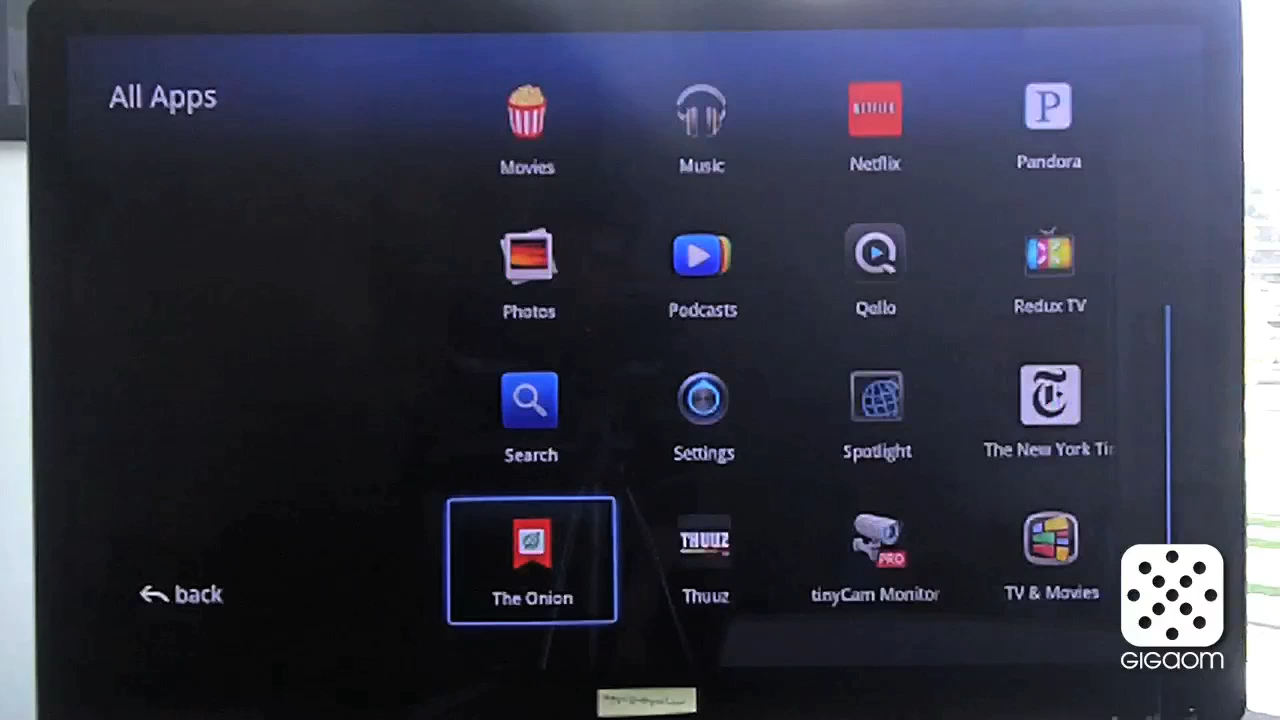 All Apps
NETFLIX
P
Movies
Music
Netflix
Pandora
Photos
Podcasts
Qello
Redux TV
T
Search
Settings
Spotlight
The New York Ti
THUUZ
PRO
The Onion
Thuuz
tinyCam Monitor
TV & Movies
back
GIGAOM